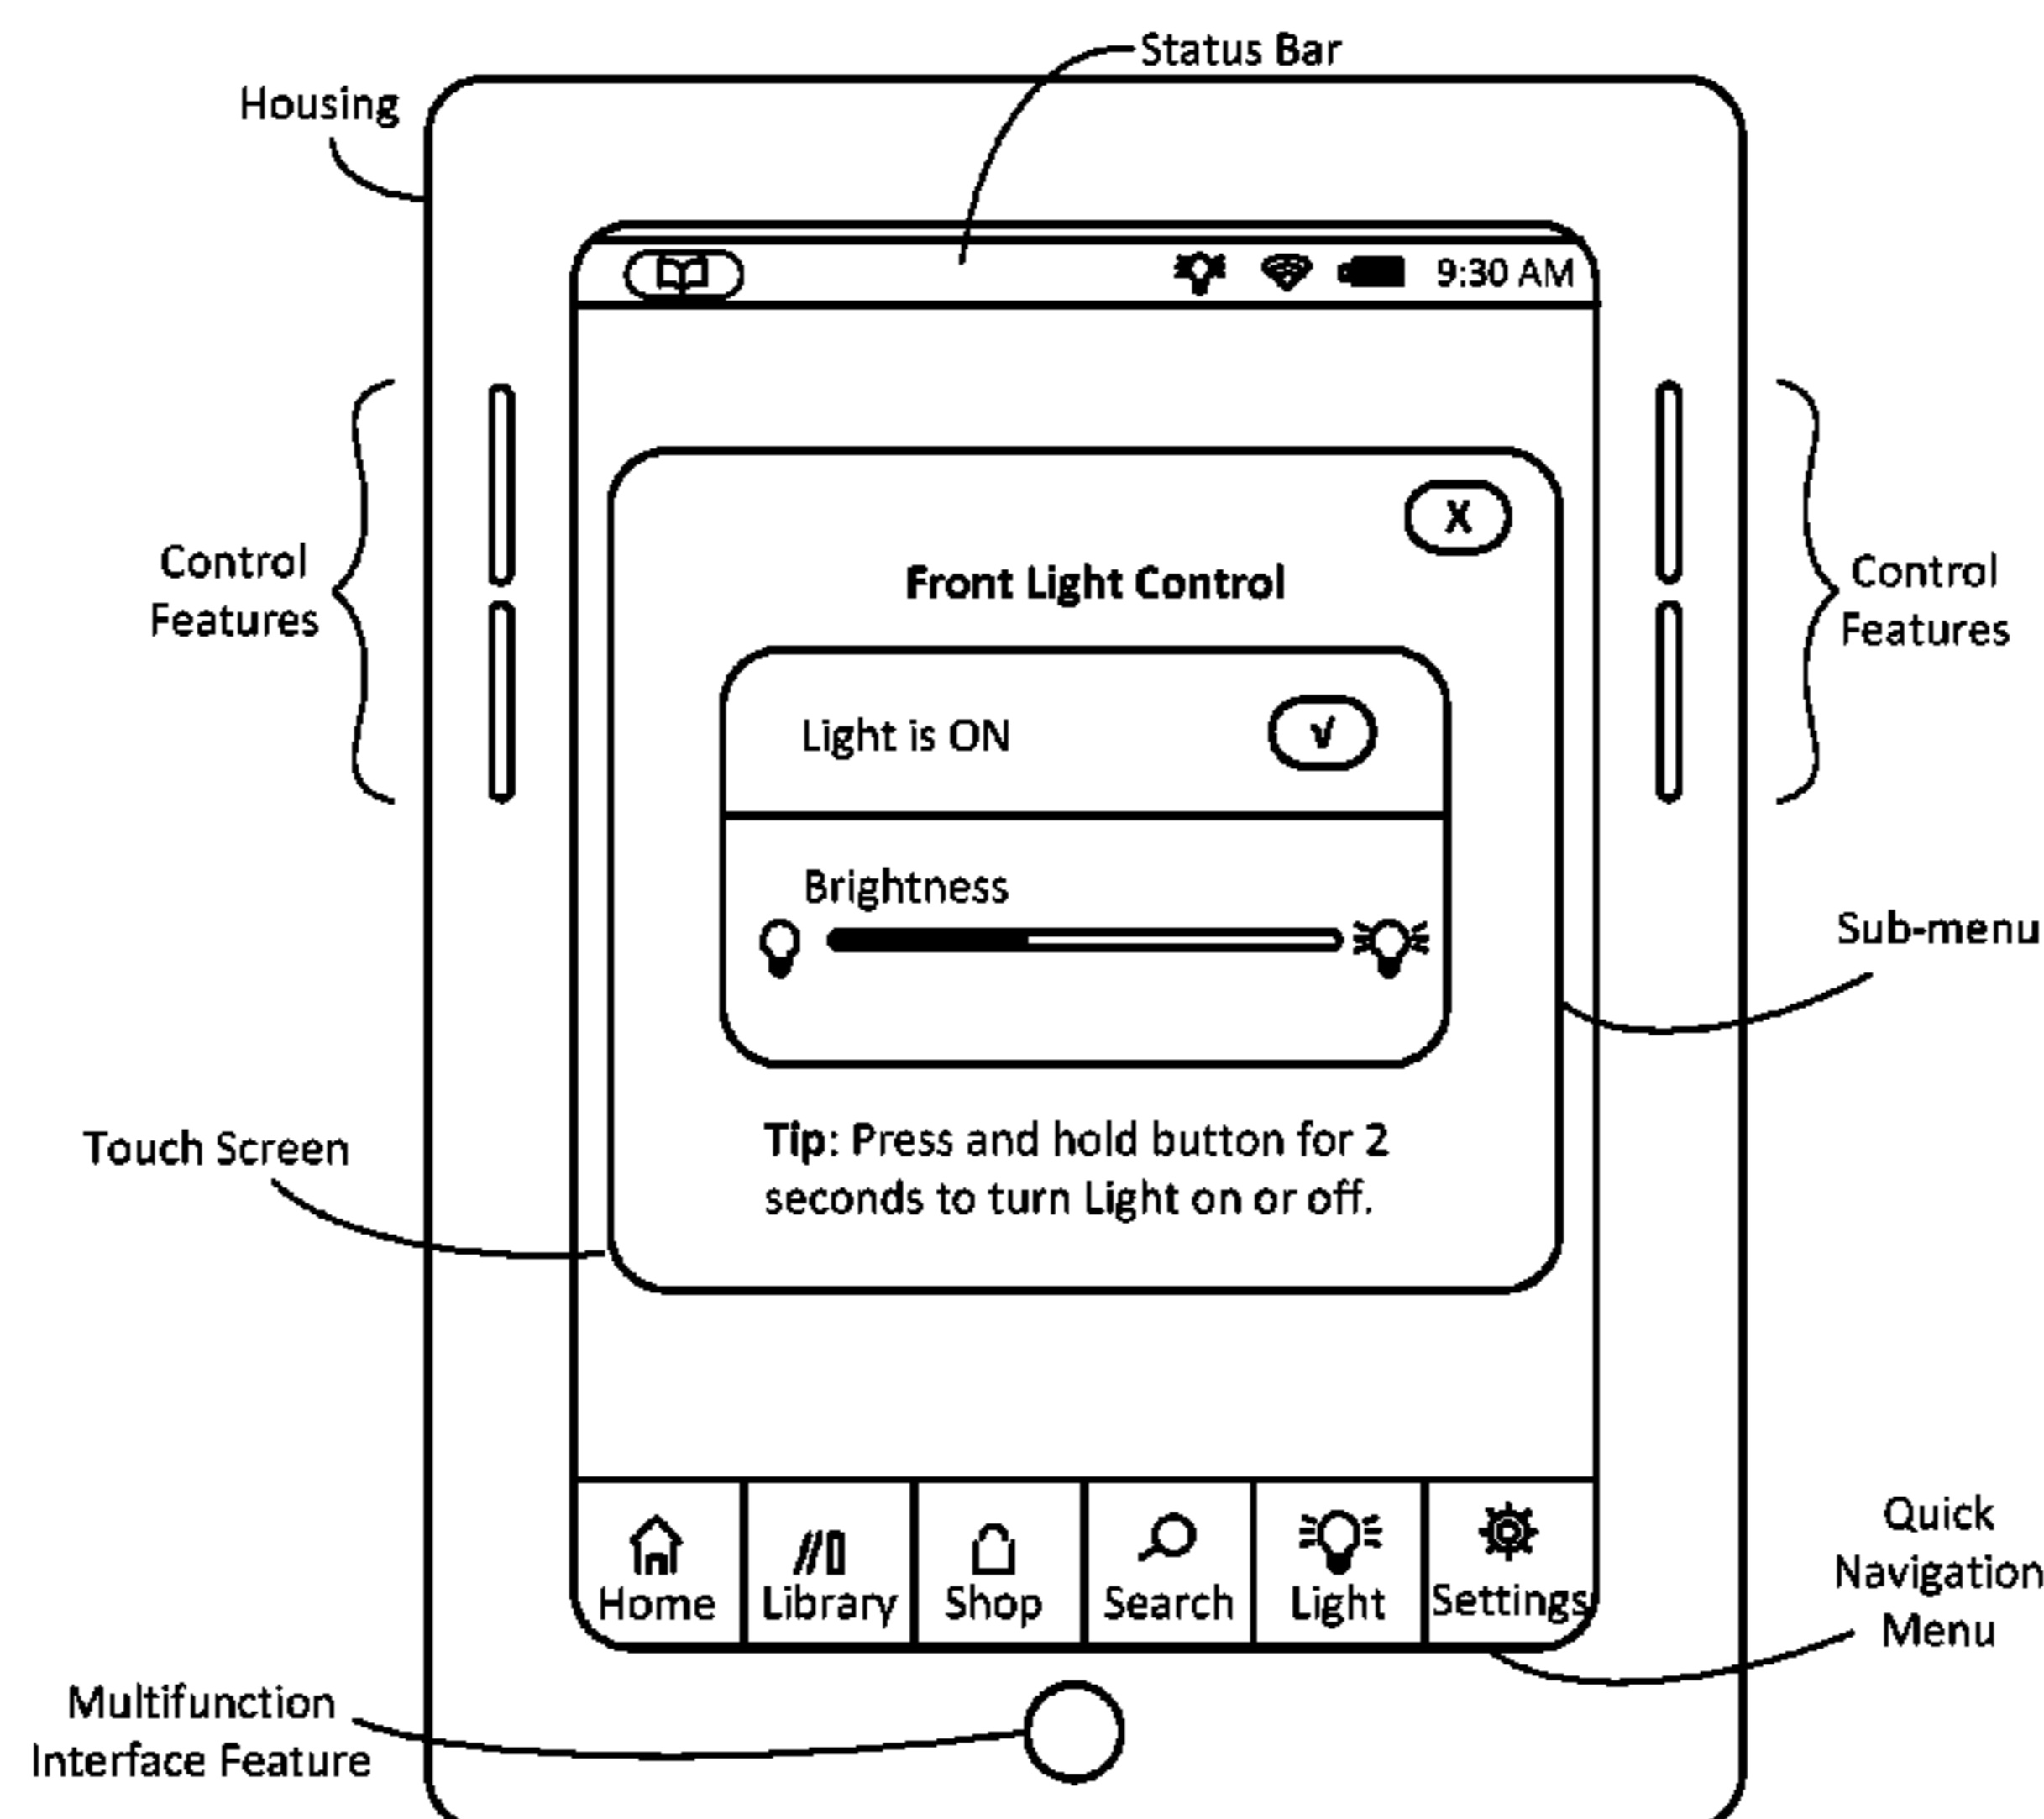 Status Bar
Housing
9:30 AM
X
Control
Features
Front Light Control
Control
Features
Light is ON
√
Brightness
Sub-menu
Touch Screen
Tip: Press and hold button for 2
seconds to turn Light on or off.
Home
Library
Shop
Search
Light
Settings
Quick
Navigation
Menu
Multifunction
Interface Feature